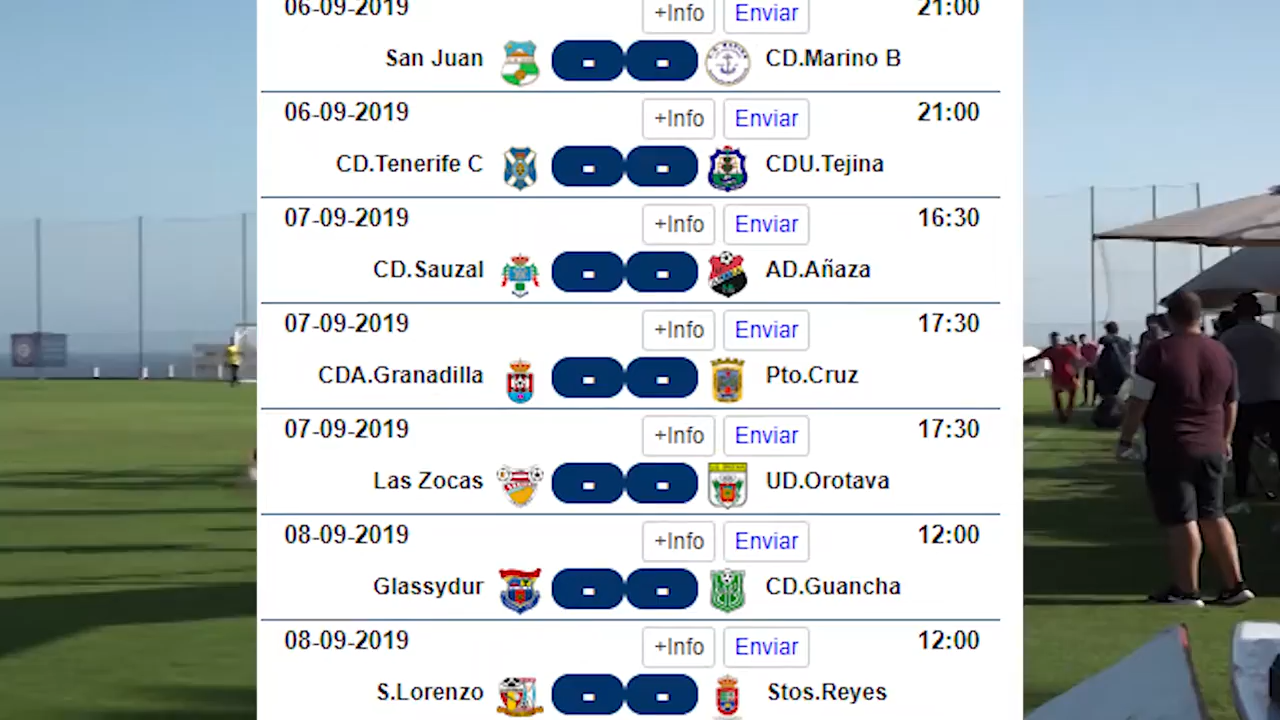 06-09-2019 +Info Enviar 21:00
San Juan - - CD.Marino B
06-09-2019 +Info Enviar 21:00
CD.Tenerife C - - CDU.Tejina
07-09-2019 +Info Enviar 16:30
CD.Sauzal - - AD.Añaza
07-09-2019 +Info Enviar 17:30
CDA.Granadilla - - Pto.Cruz
07-09-2019 +Info Enviar 17:30
Las Zocas - - UD.Orotava
08-09-2019 +Info Enviar 12:00
Glassydur - - CD.Guancha
08-09-2019 +Info Enviar 12:00
S.Lorenzo - - Stos.Reyes